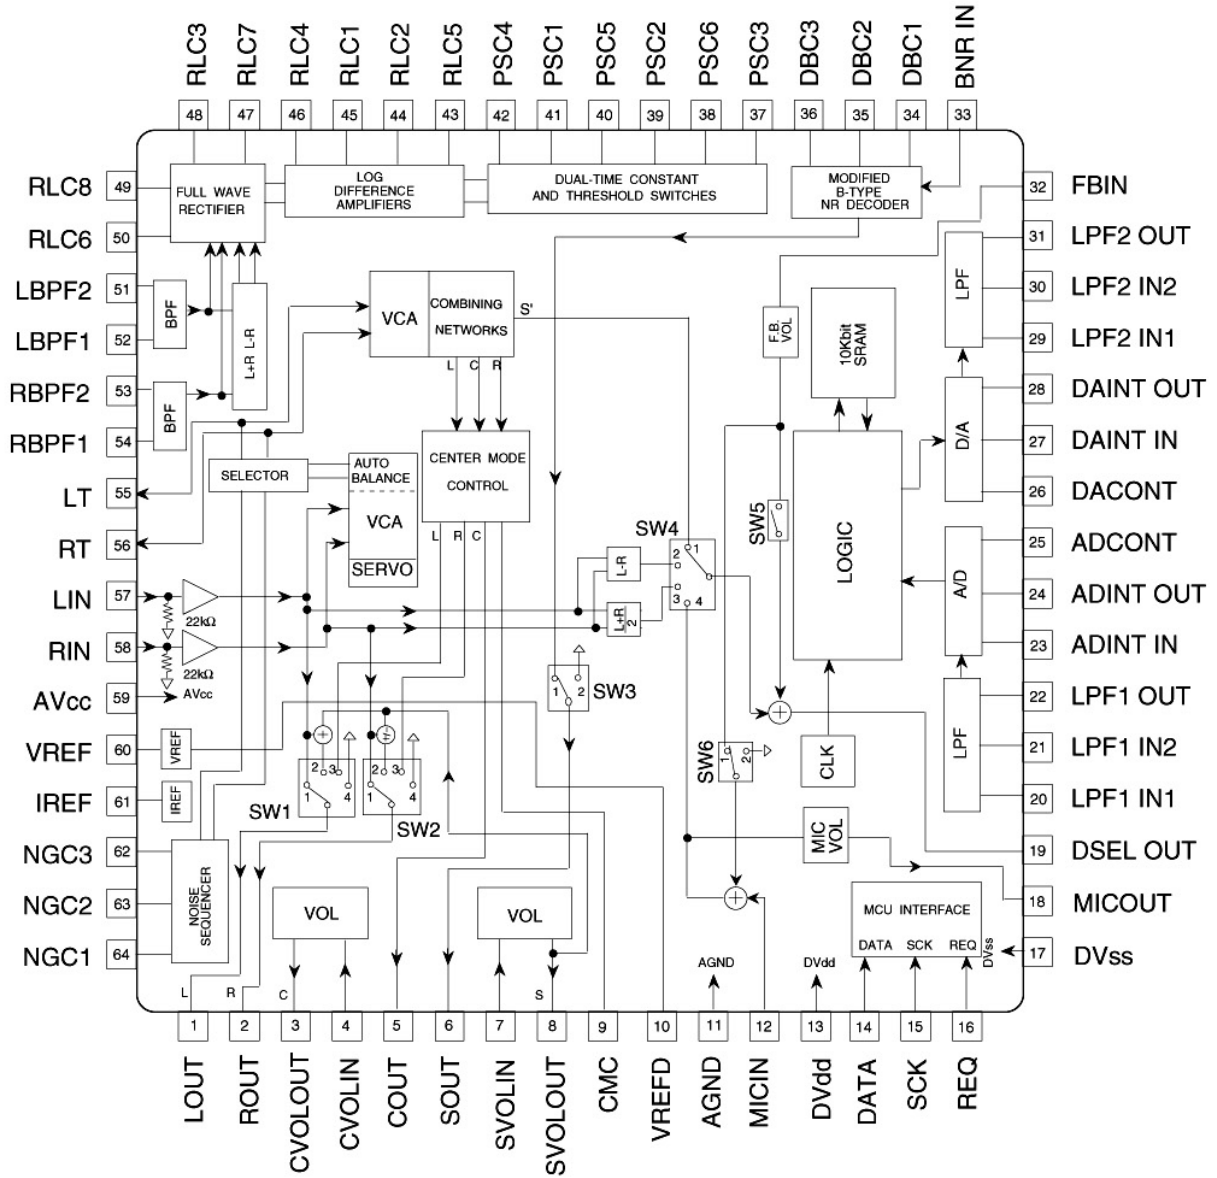 RLC3
RLC7
RLC4
RLC1
RLC2
RLC5
PSC4
PSC1
PSC5
PSC2
PSC6
PSC3
DBC3
DBC2
DBC1
BNR IN
48
47
46
45
44
43
42
41
40
39
38
37
36
35
34
33
RLC8
49
RLC6
50
LBPF2
51
LBPF1
52
RBPF2
53
RBPF1
54
LT
55
RT
56
LIN
57
RIN
58
AVcc
59
VREF
60
IREF
61
NGC3
62
NGC2
63
NGC1
64
FULL WAVE
RECTIFIER
LOG
DIFFERENCE
AMPLIFIERS
DUAL-TIME CONSTANT
AND THRESHOLD SWITCHES
MODIFIED
B-TYPE
NR DECODER
BPF
BPF
L+R L-R
VCA
COMBINING
NETWORKS
S'
L
C
R
F.B.
VOL
10Kbit
SRAM
LPF
D/A
SELECTOR
AUTO
BALANCE
VCA
SERVO
CENTER MODE
CONTROL
L
R
C
SW4
1
2
3
4
SW5
LOGIC
A/D
L-R
L+R
2
22kΩ
22kΩ
AVcc
VREF
IREF
SW3
1
2
+
+
+/-
SW1
1
2
3
4
SW2
1
2
3
4
SW6
1
2
CLK
LPF
MIC
VOL
+
NOISE
SEQUENCER
VOL
VOL
MCU INTERFACE
DATA
SCK
REQ
DVss
AGND
DVdd
L
R
C
S
32
FBIN
31
LPF2 OUT
30
LPF2 IN2
29
LPF2 IN1
28
DAINT OUT
27
DAINT IN
26
DACONT
25
ADCONT
24
ADINT OUT
23
ADINT IN
22
LPF1 OUT
21
LPF1 IN2
20
LPF1 IN1
19
DSEL OUT
18
MICOUT
17
DVss
1
2
3
4
5
6
7
8
9
10
11
12
13
14
15
16
LOUT
ROUT
CVOLOUT
CVOLIN
COUT
SOUT
SVOLIN
SVOLOUT
CMC
VREFD
AGND
MICIN
DVdd
DATA
SCK
REQ